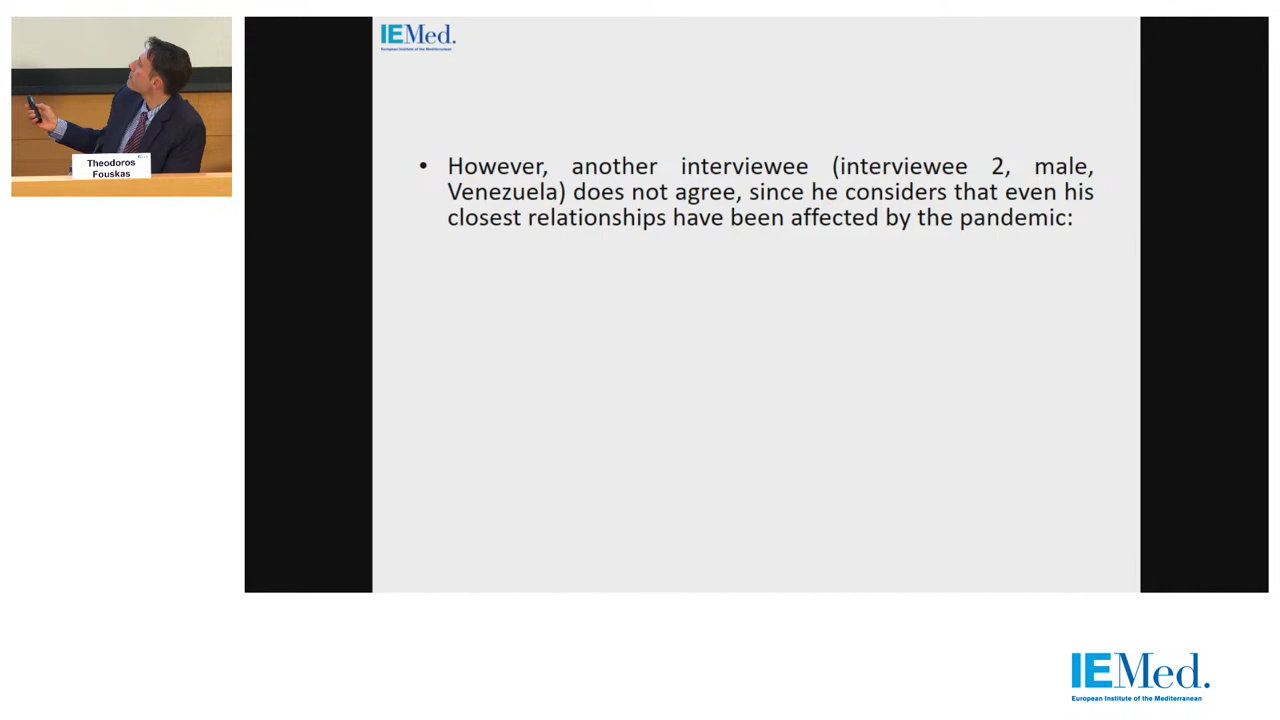 IEMed.
European Institute of the Mediterranean
Theodoros
Fouskas
• However, another interviewee (interviewee 2, male,
Venezuela) does not agree, since he considers that even his
closest relationships have been affected by the pandemic:
IEMed.
European Institute of the Mediterranean